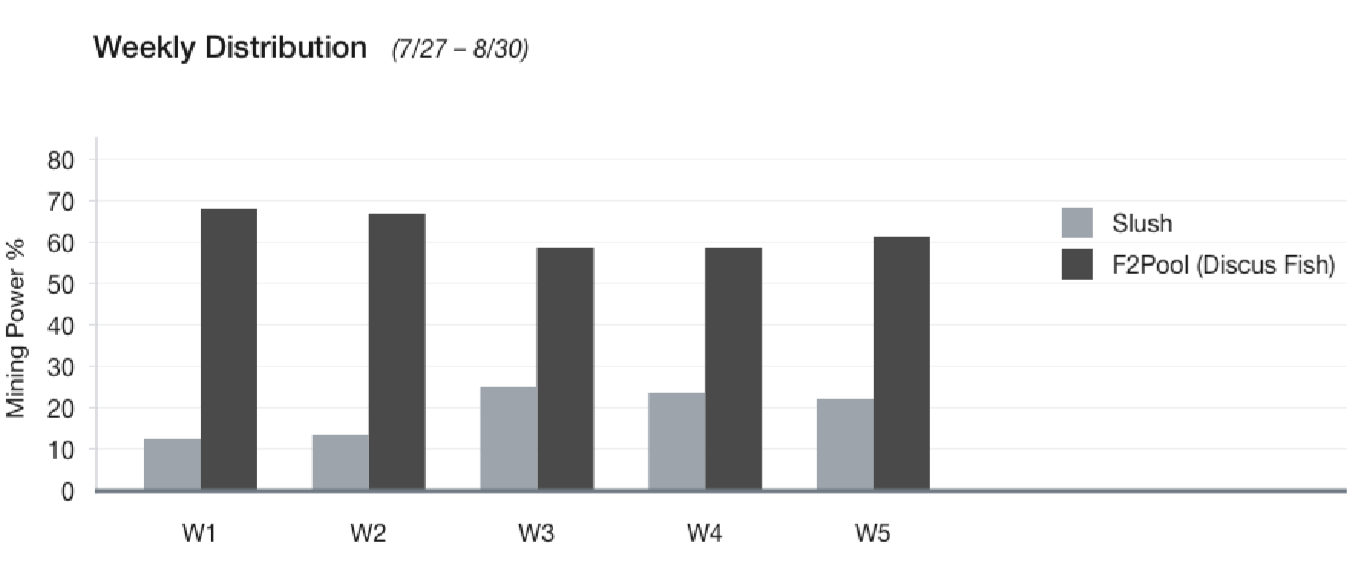 Weekly Distribution (7/27 – 8/30)
Mining Power %
80
70
60
50
40
30
20
10
0
W1 W2 W3 W4 W5
Slush
F2Pool (Discus Fish)